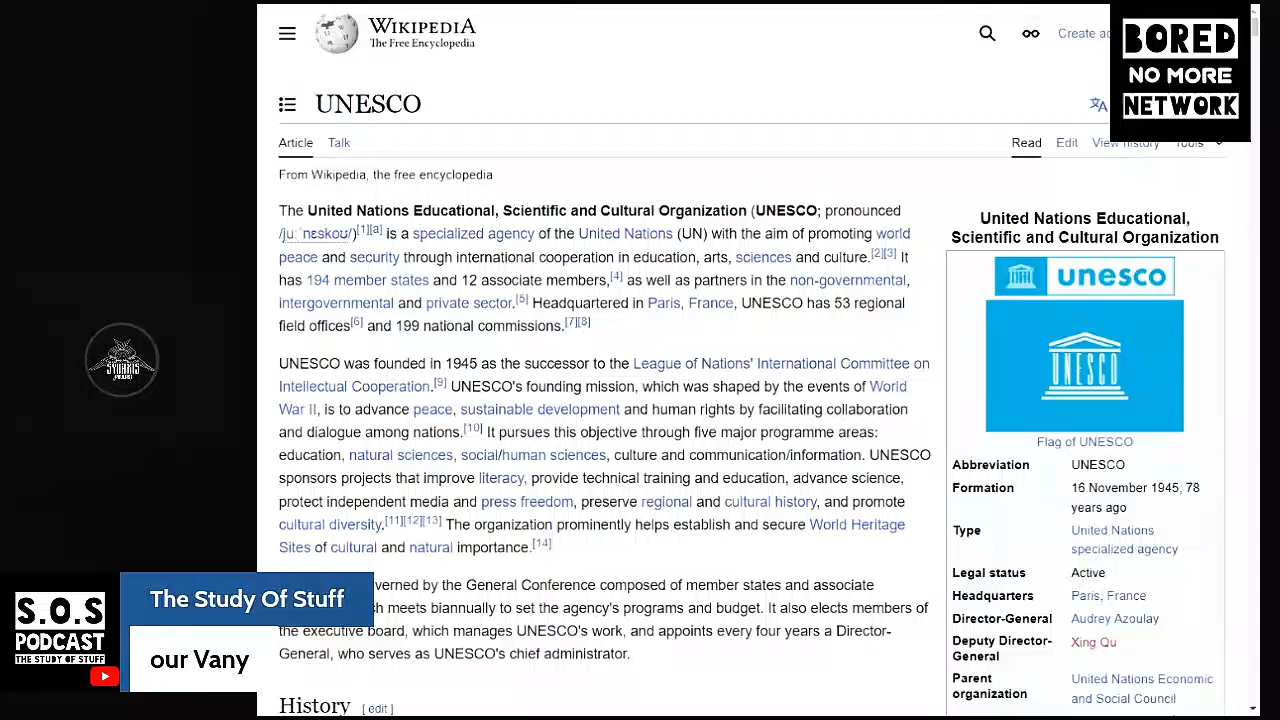 WIKIPEDIA
The Free Encyclopedia
Create ac
BORED
NO MORE
NETWORK
UNESCO
Article Talk
Read Edit View history Tools
From Wikipedia, the free encyclopedia
The United Nations Educational, Scientific and Cultural Organization (UNESCO; pronounced
/juːˈnɛskoʊ/)[1][a] is a specialized agency of the United Nations (UN) with the aim of promoting world
peace and security through international cooperation in education, arts, sciences and culture.[2][3] It
has 194 member states and 12 associate members,[4] as well as partners in the non-governmental,
intergovernmental and private sector.[5] Headquartered in Paris, France, UNESCO has 53 regional
field offices[6] and 199 national commissions.[7][8]
UNESCO was founded in 1945 as the successor to the League of Nations' International Committee on
Intellectual Cooperation.[9] UNESCO's founding mission, which was shaped by the events of World
War II, is to advance peace, sustainable development and human rights by facilitating collaboration
and dialogue among nations.[10] It pursues this objective through five major programme areas:
education, natural sciences, social/human sciences, culture and communication/information. UNESCO
sponsors projects that improve literacy, provide technical training and education, advance science,
protect independent media and press freedom, preserve regional and cultural history, and promote
cultural diversity.[11][12][13] The organization prominently helps establish and secure World Heritage
Sites of cultural and natural importance.[14]
verned by the General Conference composed of member states and associate
h meets biannually to set the agency's programs and budget. It also elects members of
the executive board, which manages UNESCO's work, and appoints every four years a Director-
General, who serves as UNESCO's chief administrator.
History [ edit ]
United Nations Educational,
Scientific and Cultural Organization
unesco
UNESCO
Flag of UNESCO
Abbreviation UNESCO
Formation 16 November 1945; 78
years ago
Type United Nations
specialized agency
Legal status Active
Headquarters Paris, France
Director-General Audrey Azoulay
Deputy Director-
General Xing Qu
Parent
organization United Nations Economic
and Social Council
S.O.S
PODCAST
THE STUDY OF STUFF
The Study Of Stuff
our Vany